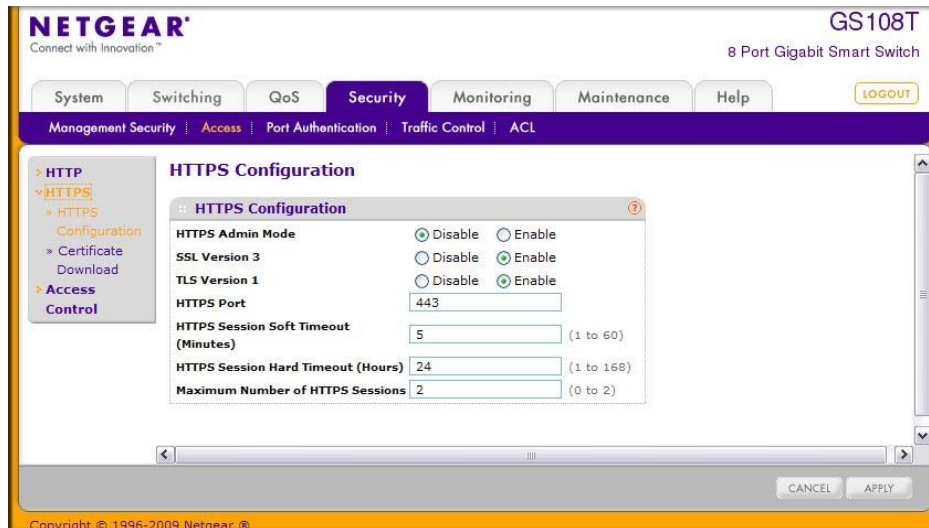 NETGEAR®
Connect with Innovation™
GS108T
8 Port Gigabit Smart Switch
System Switching QoS Security Monitoring Maintenance Help LOGOUT
Management Security Access Port Authentication Traffic Control ACL
HTTP
HTTPS
» HTTPS
Configuration
» Certificate
Download
Access
Control
HTTPS Configuration
HTTPS Configuration ?
HTTPS Admin Mode Disable Enable
SSL Version 3 Disable Enable
TLS Version 1 Disable Enable
HTTPS Port 443
HTTPS Session Soft Timeout
(Minutes) 5 (1 to 60)
HTTPS Session Hard Timeout (Hours) 24 (1 to 168)
Maximum Number of HTTPS Sessions 2 (0 to 2)
CANCEL APPLY
Copyright © 1996-2009 Netgear ®